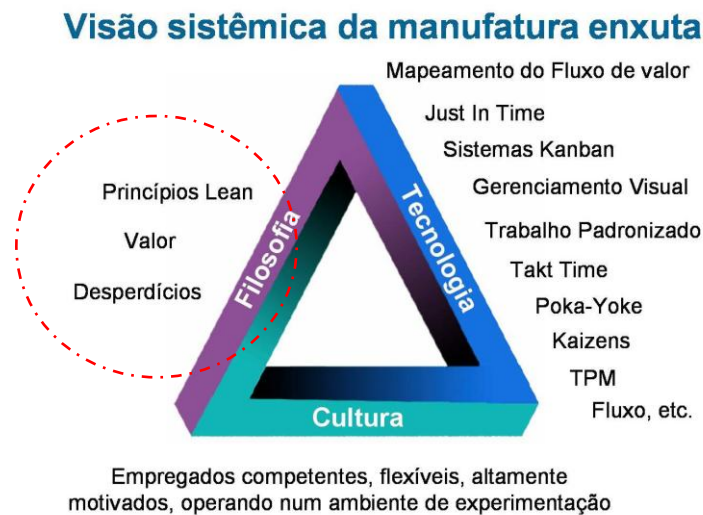 Visão sistêmica da manufatura enxuta
Mapeamento do Fluxo de valor
Just In Time
Sistemas Kanban
Gerenciamento Visual
Trabalho Padronizado
Takt Time
Poka-Yoke
Kaizens
TPM
Fluxo, etc.
Princípios Lean
Valor
Desperdícios
Filosofia
Tecnologia
Cultura
Empregados competentes, flexíveis, altamente
motivados, operando num ambiente de experimentação